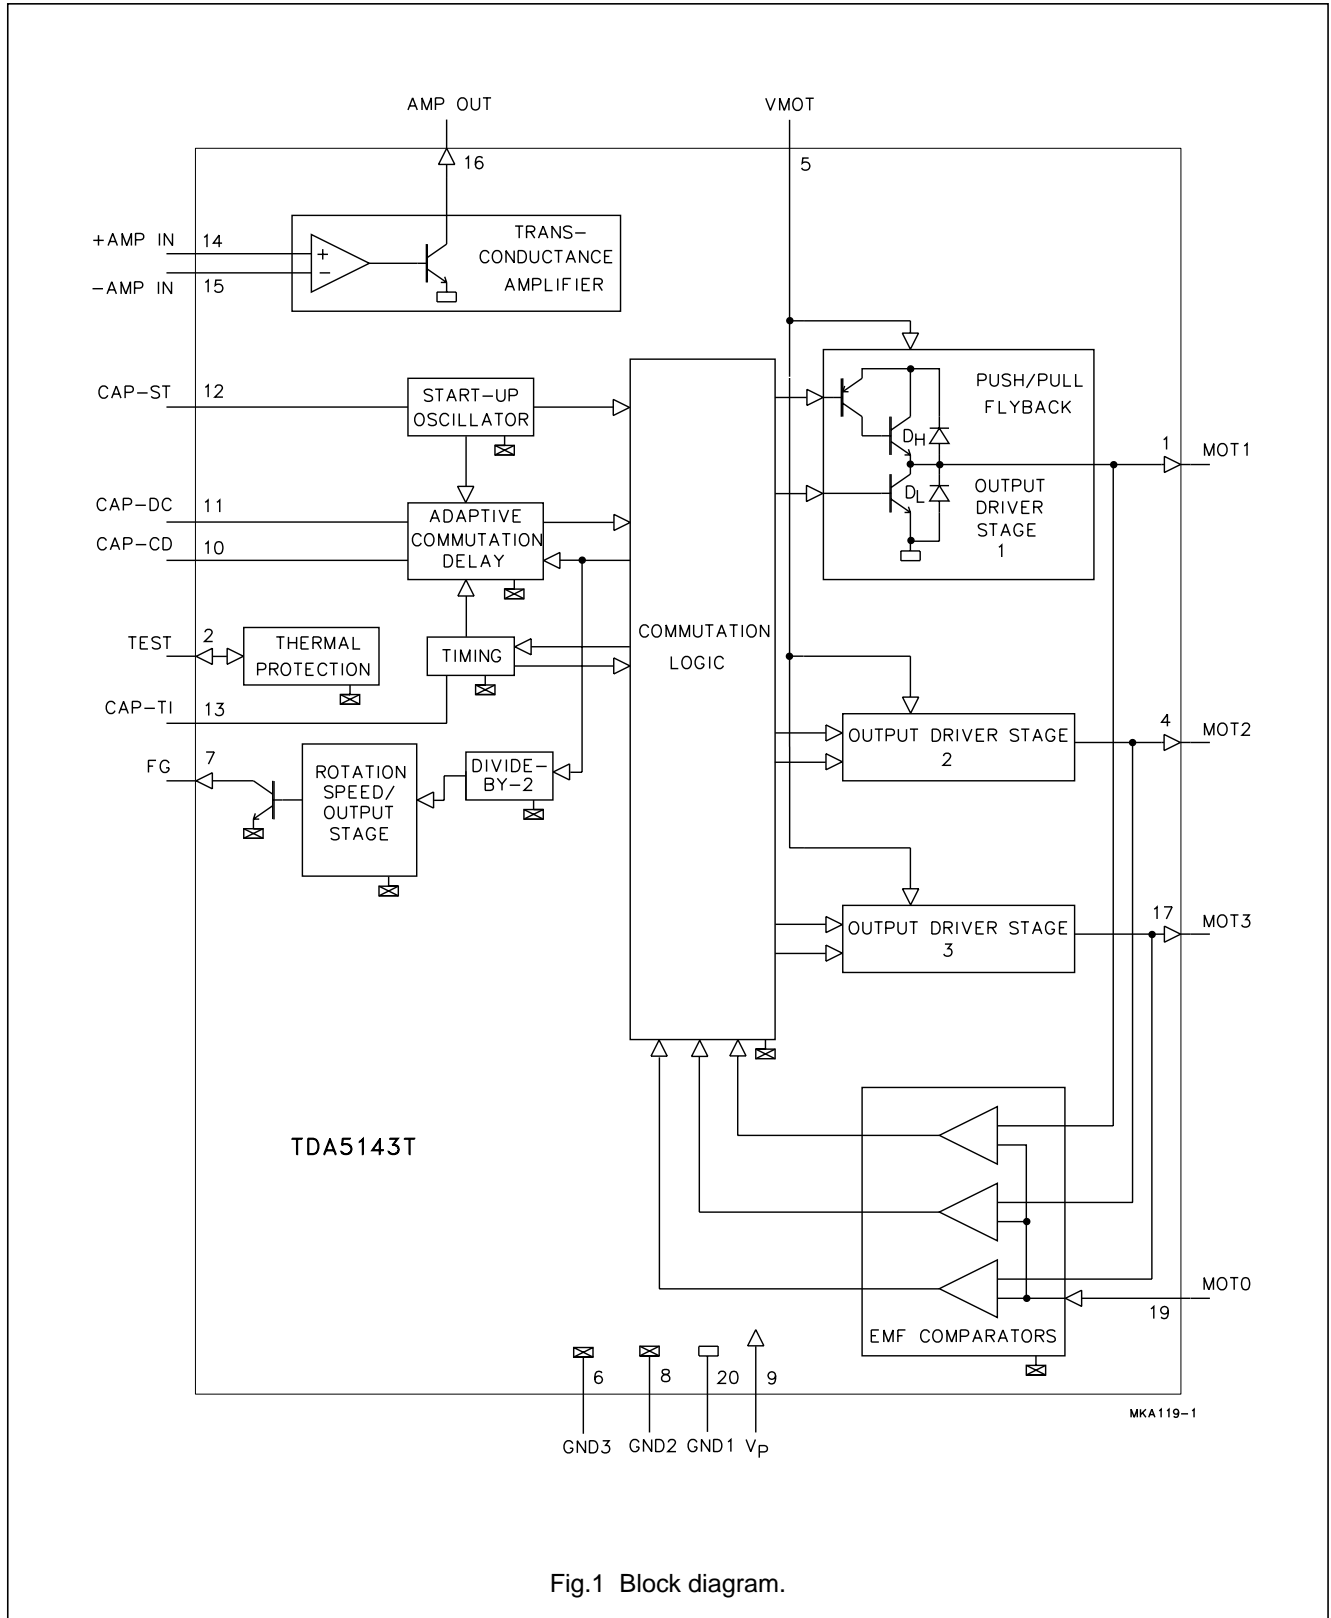 AMP OUT
VMOT
16
5
+AMP IN
14
-AMP IN
15
+
−
TRANS-
CONDUCTANCE
AMPLIFIER
CAP-ST
12
START-UP
OSCILLATOR
PUSH/PULL
FLYBACK
DH
DL
1
MOT1
OUTPUT
DRIVER
STAGE
1
CAP-DC
11
CAP-CD
10
ADAPTIVE
COMMUTATION
DELAY
TEST
2
THERMAL
PROTECTION
TIMING
COMMUTATION
LOGIC
CAP-TI
13
FG
7
ROTATION
SPEED/
OUTPUT
STAGE
DIVIDE-
BY-2
OUTPUT DRIVER STAGE
2
4
MOT2
OUTPUT DRIVER STAGE
3
17
MOT3
TDA5143T
EMF COMPARATORS
19
MOT0
6
8
20
9
GND3
GND2
GND1
VP
MKA119-1
Fig.1 Block diagram.